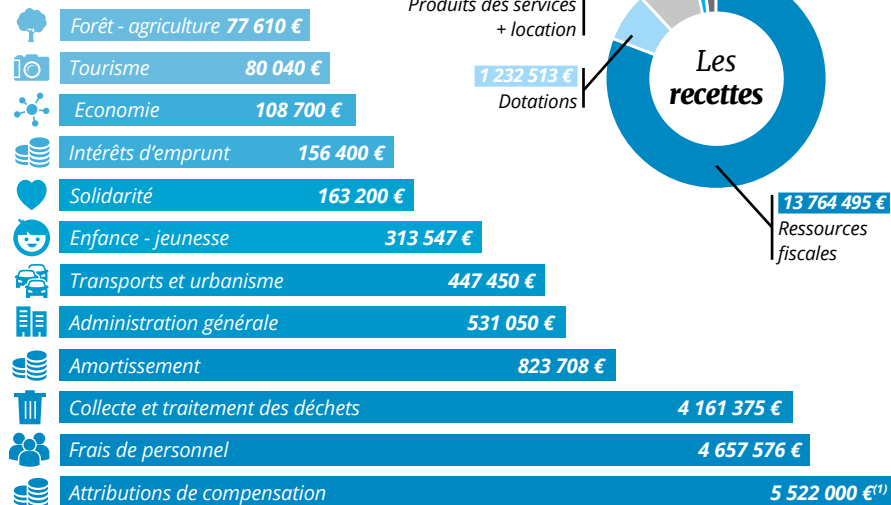 Forêt - agriculture 77 610 €
Tourisme 80 040 €
Economie 108 700 €
Intérêts d'emprunt 156 400 €
Solidarité 163 200 €
Enfance - jeunesse 313 547 €
Transports et urbanisme 447 450 €
Administration générale 531 050 €
Amortissement 823 708 €
Collecte et traitement des déchets 4 161 375 €
Frais de personnel 4 657 576 €
Attributions de compensation 5 522 000 €(1)
Produits des services
+ location
1 232 513 €
Dotations
Les
recettes
13 764 495 €
Ressources
fiscales